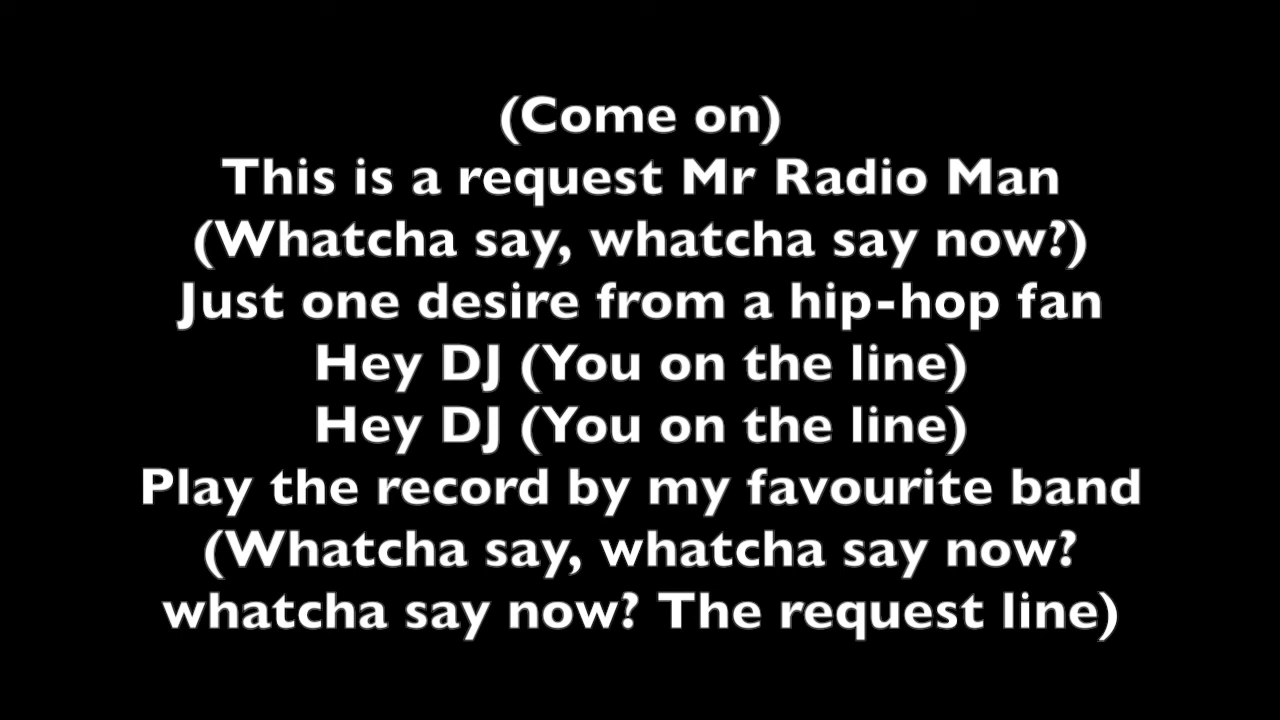 (Come on)
This is a request Mr Radio Man
(Whatcha say, whatcha say now?)
Just one desire from a hip-hop fan
Hey DJ (You on the line)
Hey DJ (You on the line)
Play the record by my favourite band
(Whatcha say, whatcha say now?
whatcha say now? The request line)